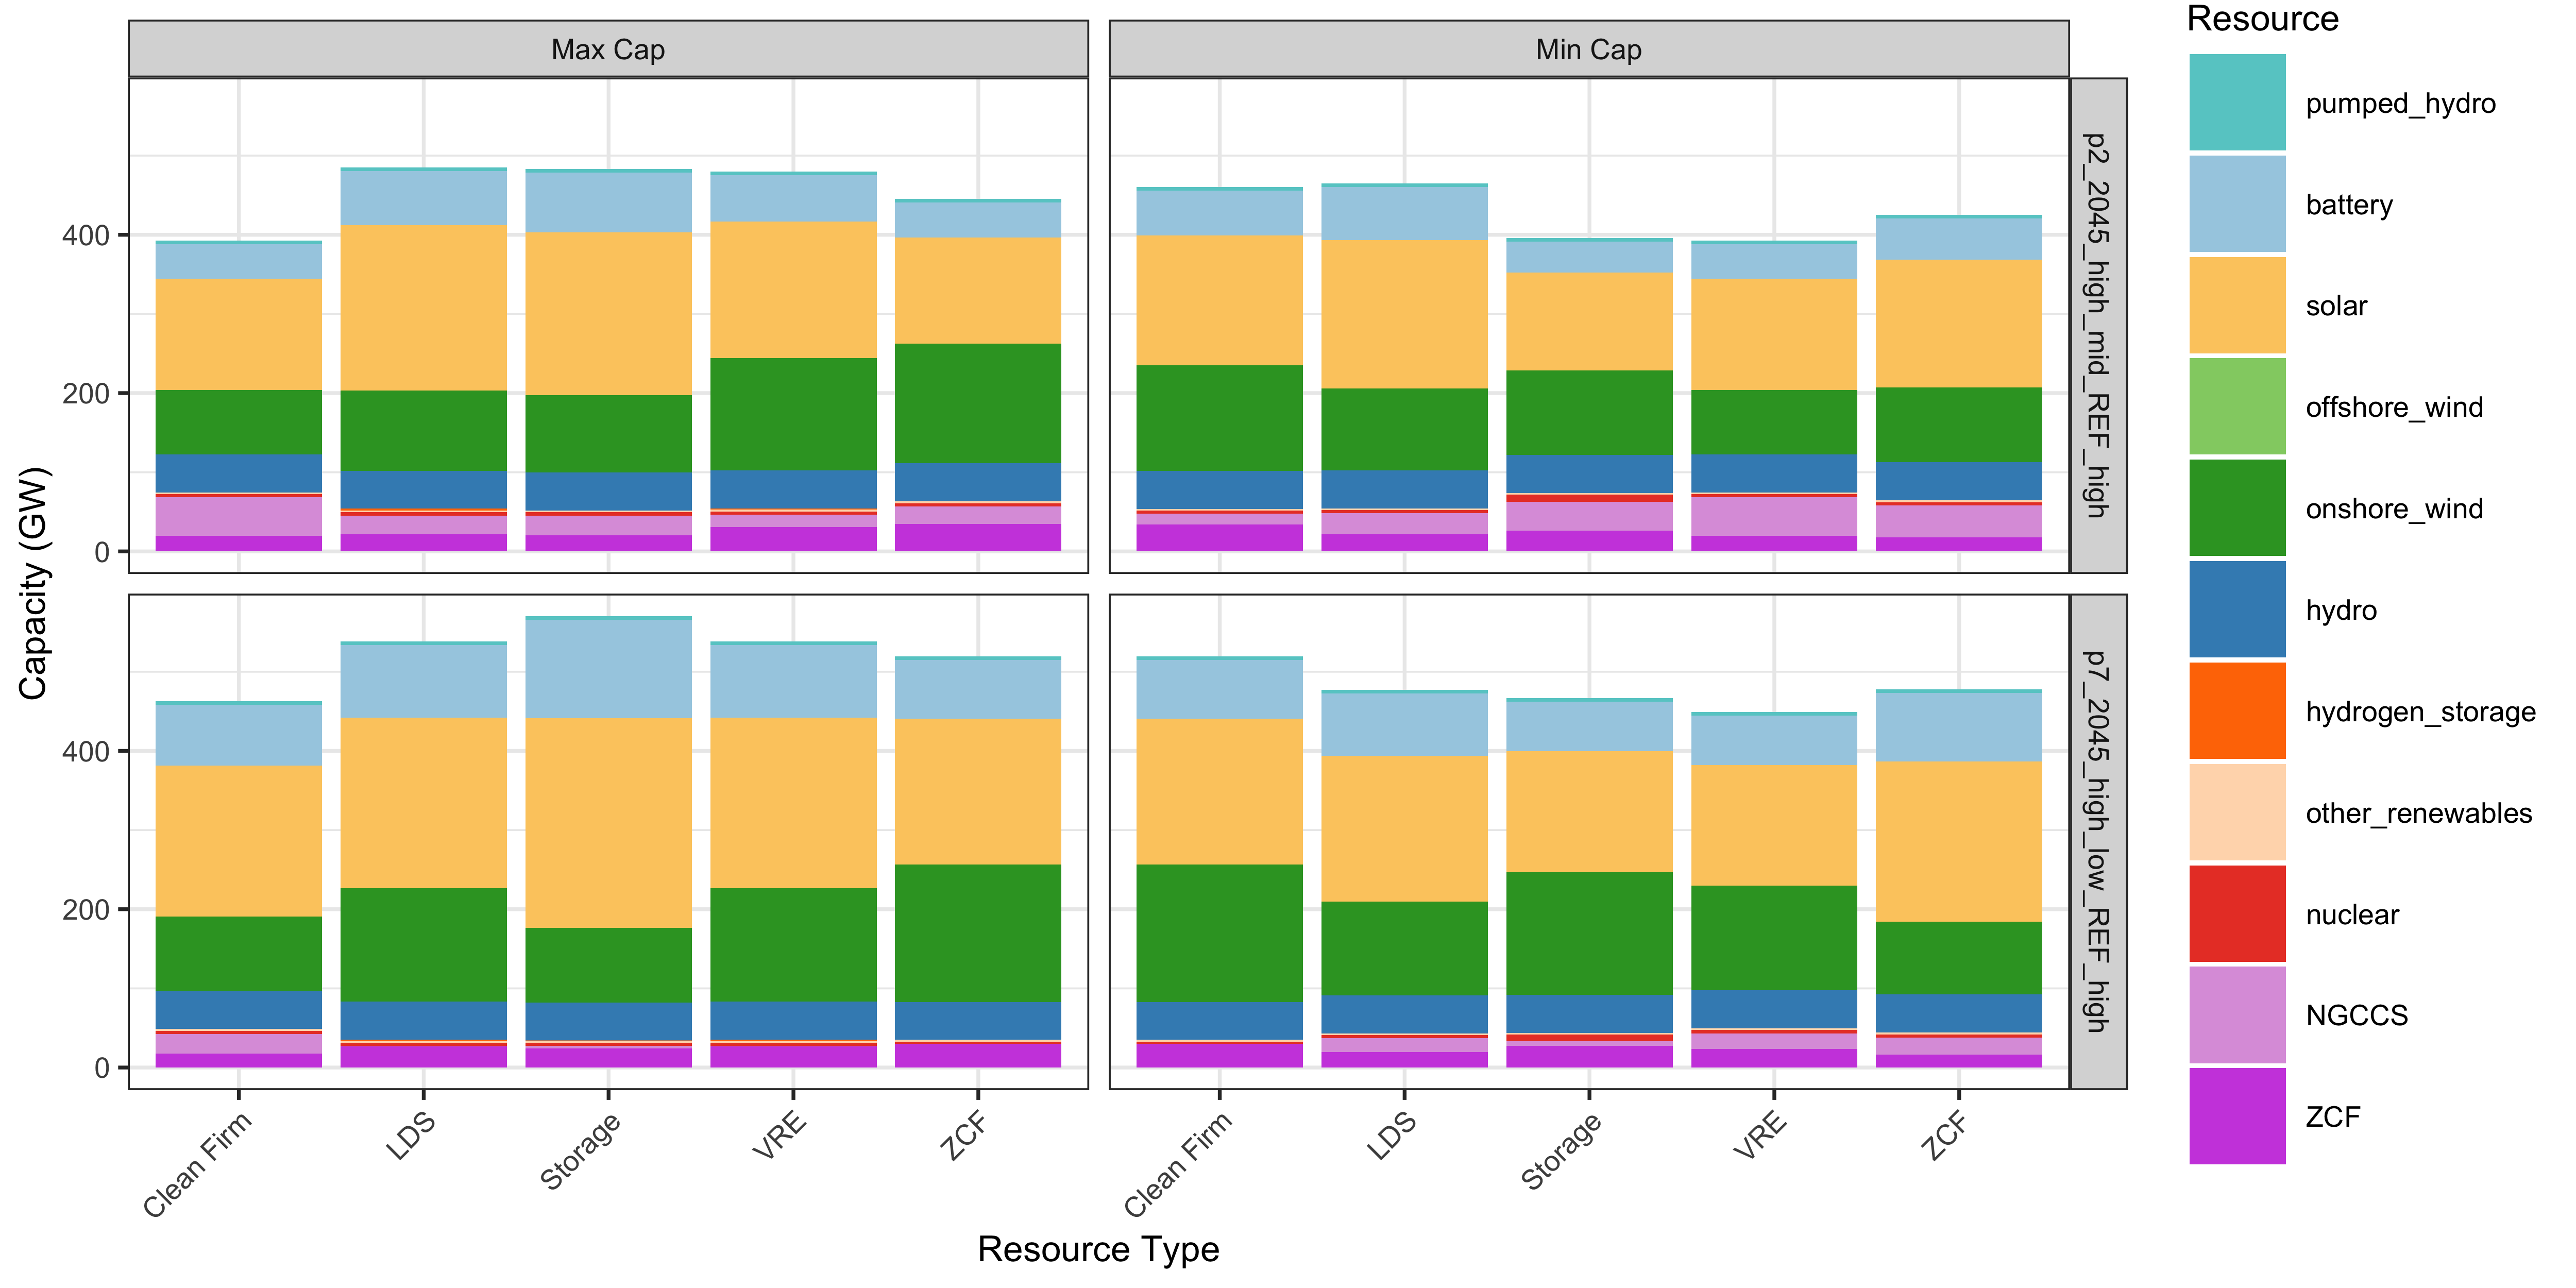 Max Cap
Min Cap
Resource
pumped_hydro
battery
solar
offshore_wind
onshore_wind
hydro
hydrogen_storage
other_renewables
nuclear
NGCCS
ZCF
Capacity (GW)
400
200
0
p2_2045_high_mid_REF_high
400
200
0
p7_2045_high_low_REF_high
Clean Firm
LDS
Storage
VRE
ZCF
Clean Firm
LDS
Storage
VRE
ZCF
Resource Type